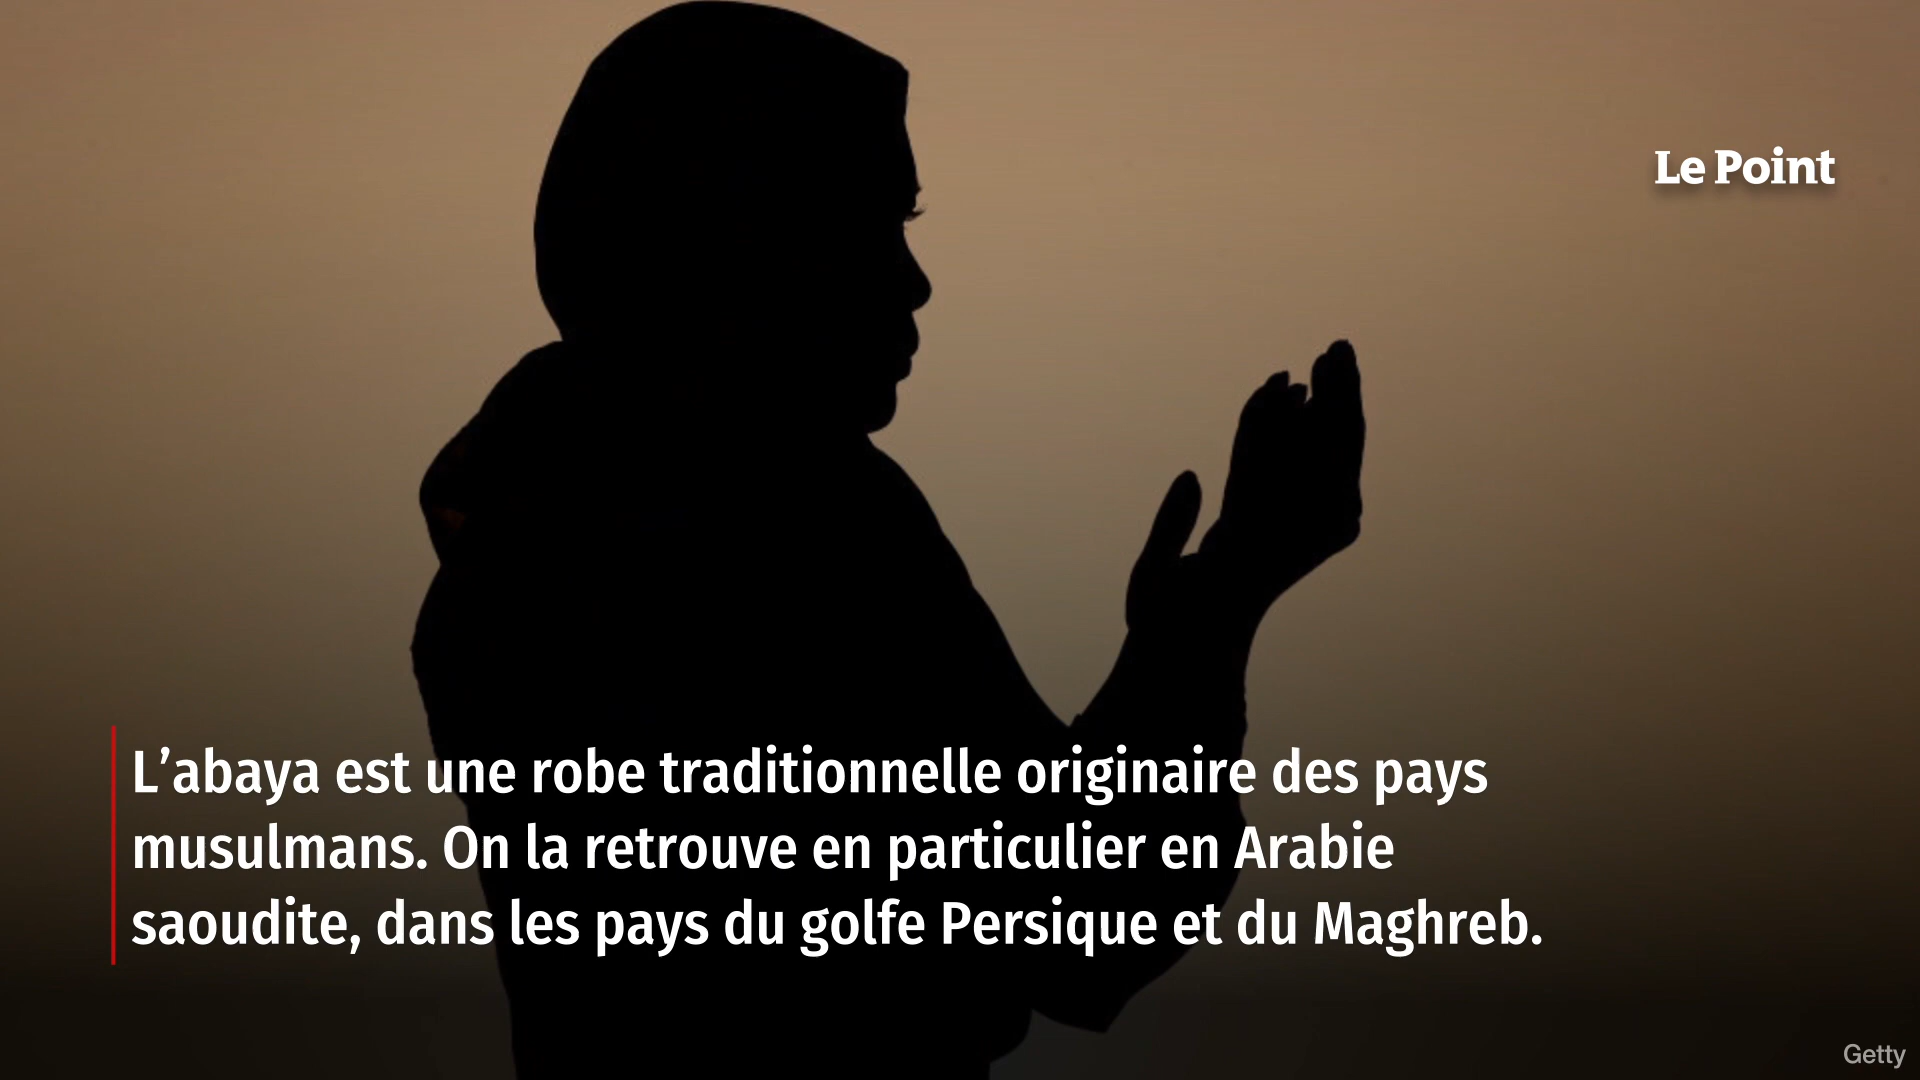 Le Point
L’abaya est une robe traditionnelle originaire des pays
musulmans. On la retrouve en particulier en Arabie
saoudite, dans les pays du golfe Persique et du Maghreb.
Getty